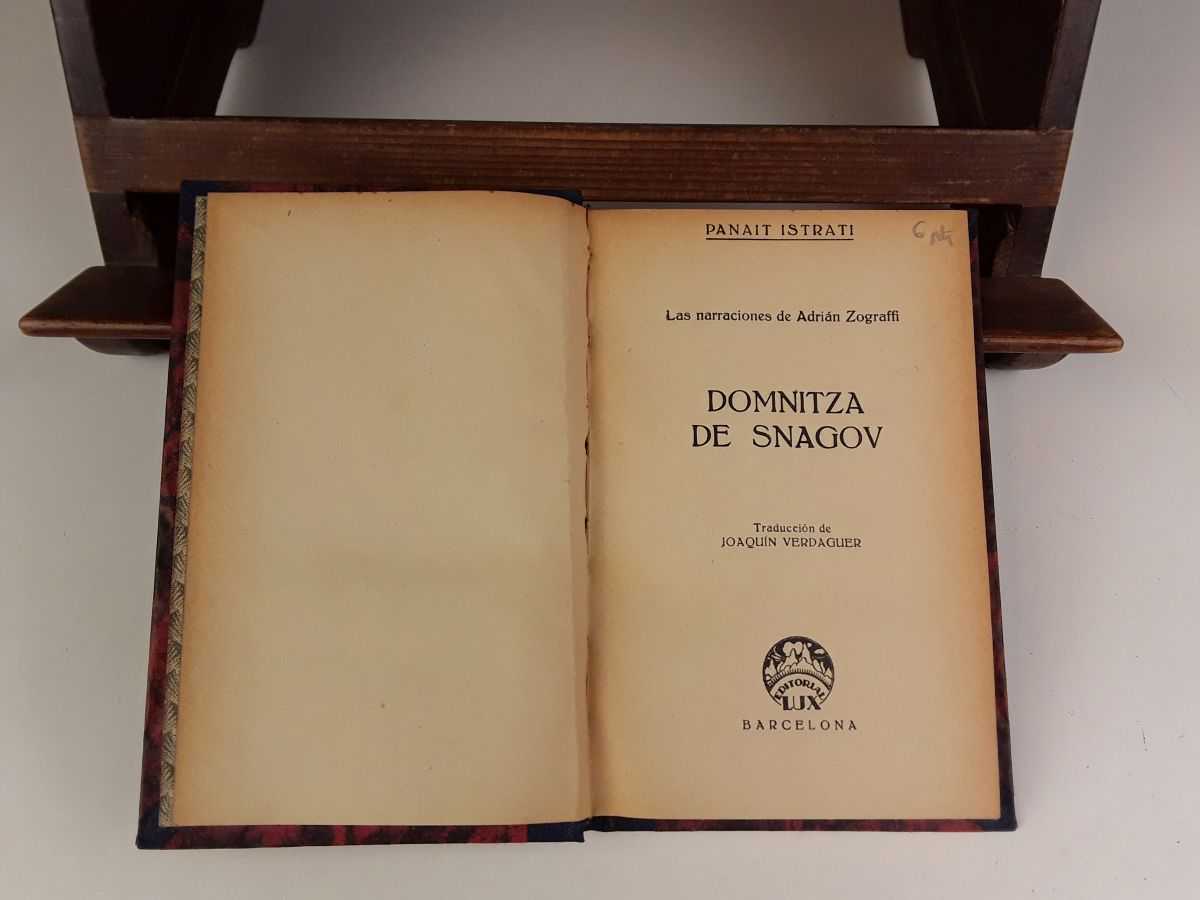 PANAIT ISTRATI
Las narraciones de Adrián Zograffi
DOMNITZA
DE SNAGOV
Traducción de
JOAQUÍN VERDAGUER
EDITORIAL
LUX
BARCELONA